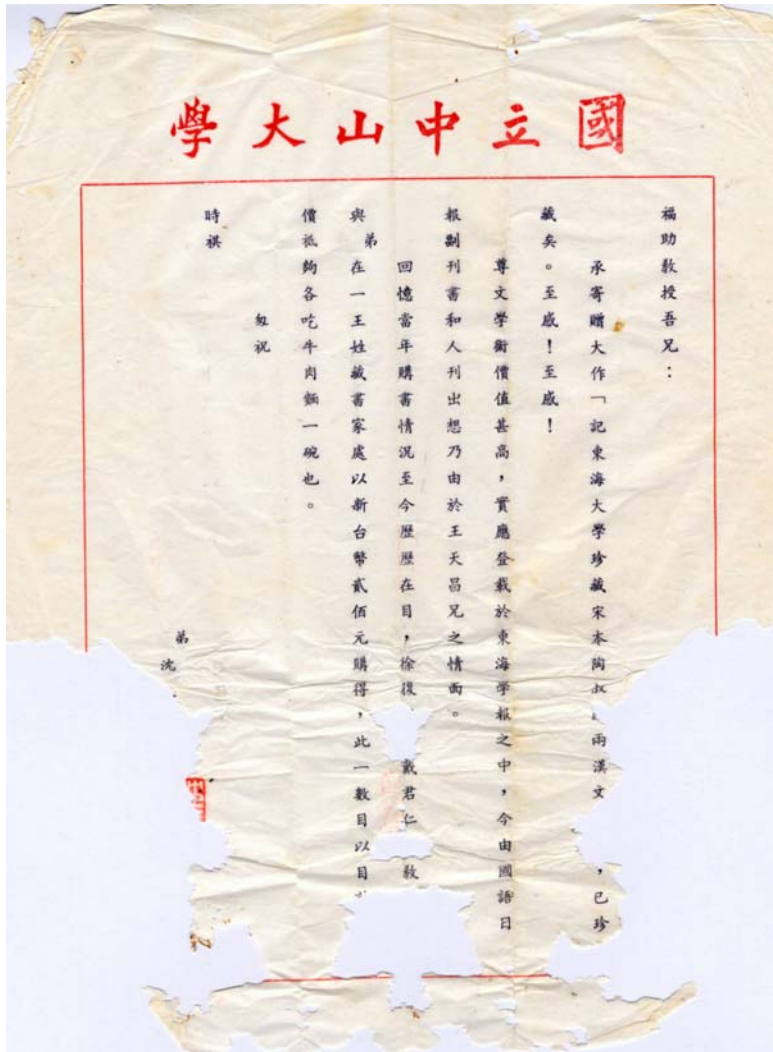 國立中山大學
福助教授吾兄：
承寄贈大作「記東海大學珍藏宋本陶叔 兩漢文 ，已珍
藏矣。至感！至感！
尊文學術價值甚高，實應登載於東海學報之中，今由國語日
報副刊書和人刊出想乃由於王天昌兄之情面。
回憶當年購書情況至今歷歷在目，徐復 戴君仁 教
與弟在一王姓藏書家處以新台幣貳佰元購得，此一數目以目
價祗夠各吃牛肉麵一碗也。
匆祝
時祺
弟
沈